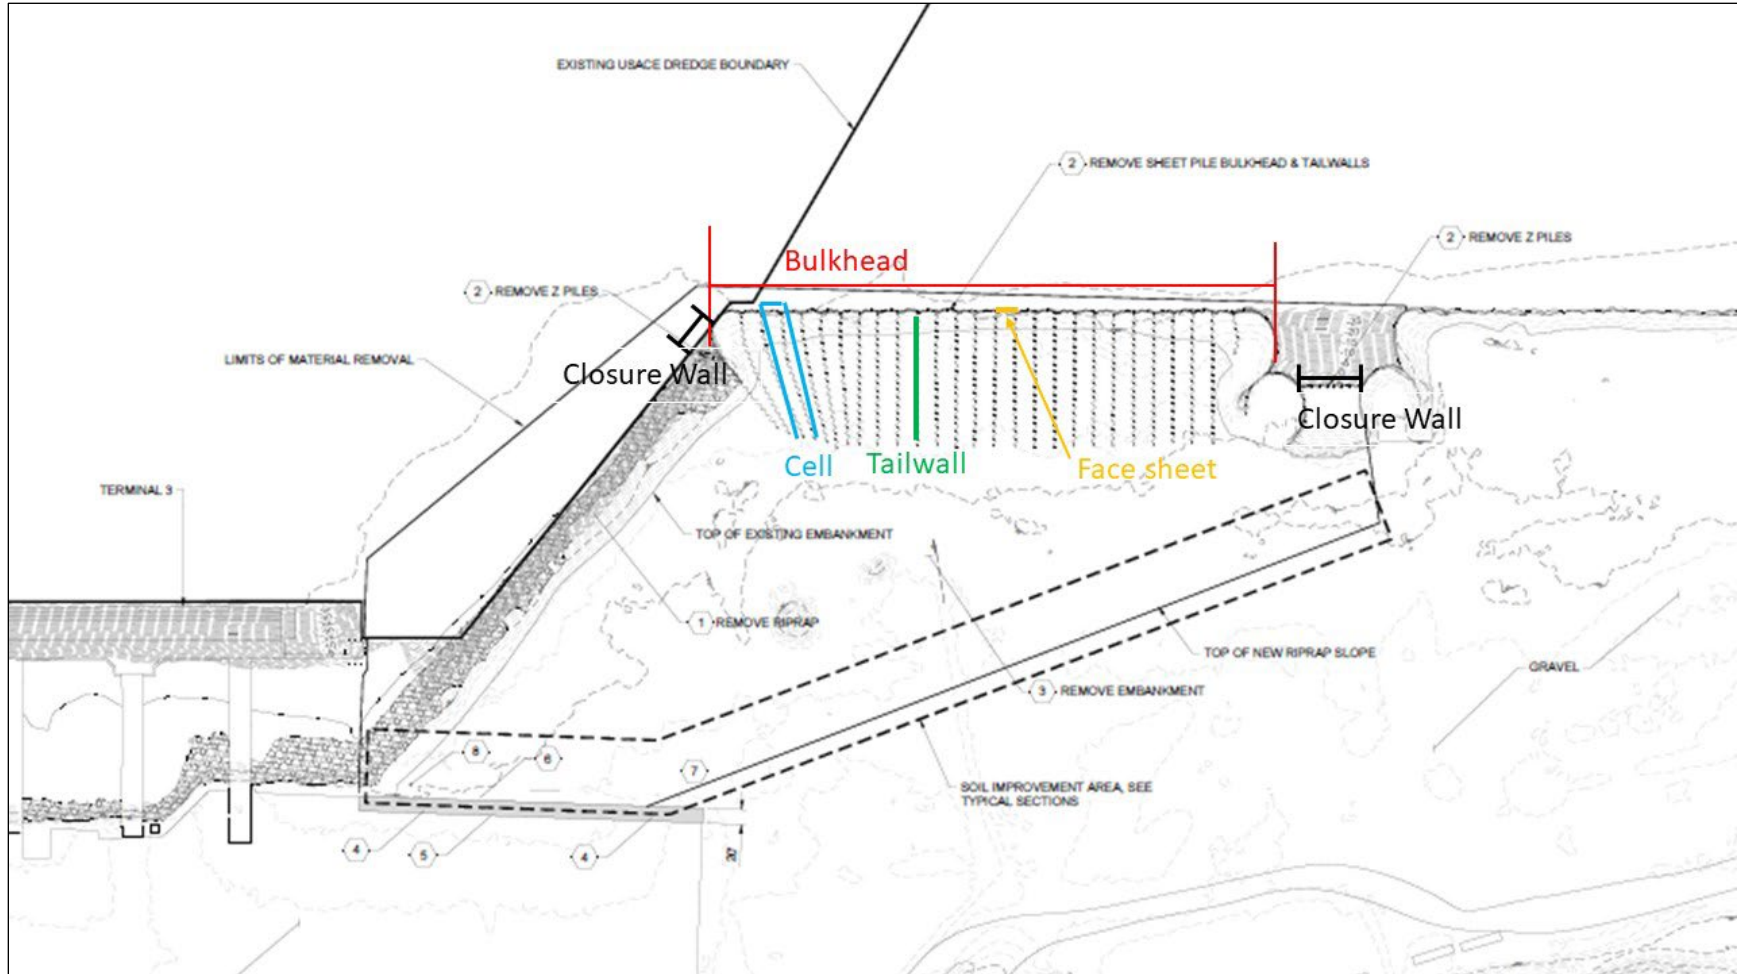 EXISTING USACE DREDGE BOUNDARY
2 REMOVE SHEET PILE BULKHEAD & TAILWALLS
2 REMOVE Z PILES
Bulkhead
2 REMOVE Z PILES
LIMITS OF MATERIAL REMOVAL
Closure Wall
Closure Wall
Cell
Tailwall
Face sheet
TERMINAL 3
TOP OF EXISTING EMBANKMENT
1 REMOVE RIPRAP
TOP OF NEW RIPRAP SLOPE
GRAVEL
3 REMOVE EMBANKMENT
8
6
7
SOIL IMPROVEMENT AREA, SEE
TYPICAL SECTIONS
4
5
4
20'